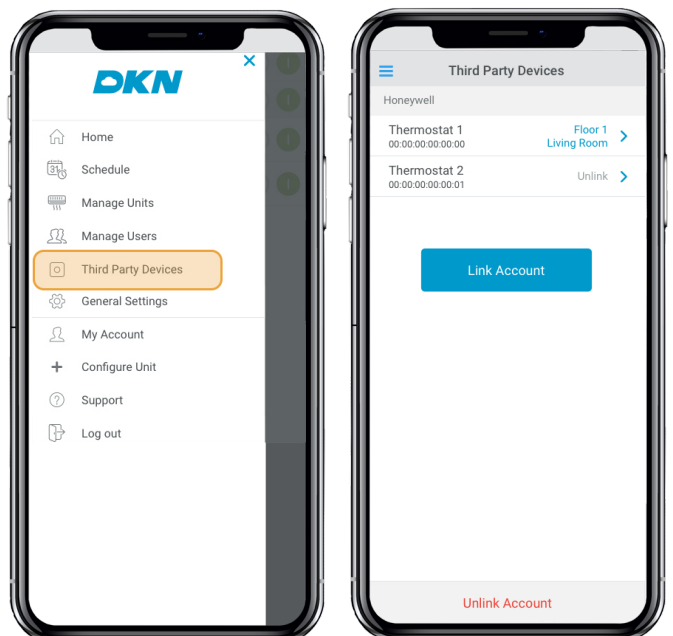 DKN
Home
31
Schedule
Manage Units
Manage Users
Third Party Devices
General Settings
My Account
Configure Unit
Support
Log out
Third Party Devices
Honeywell
Thermostat 1
00:00:00:00:00:00
Floor 1
Living Room
Thermostat 2
00:00:00:00:00:01
Unlink
Link Account
Unlink Account